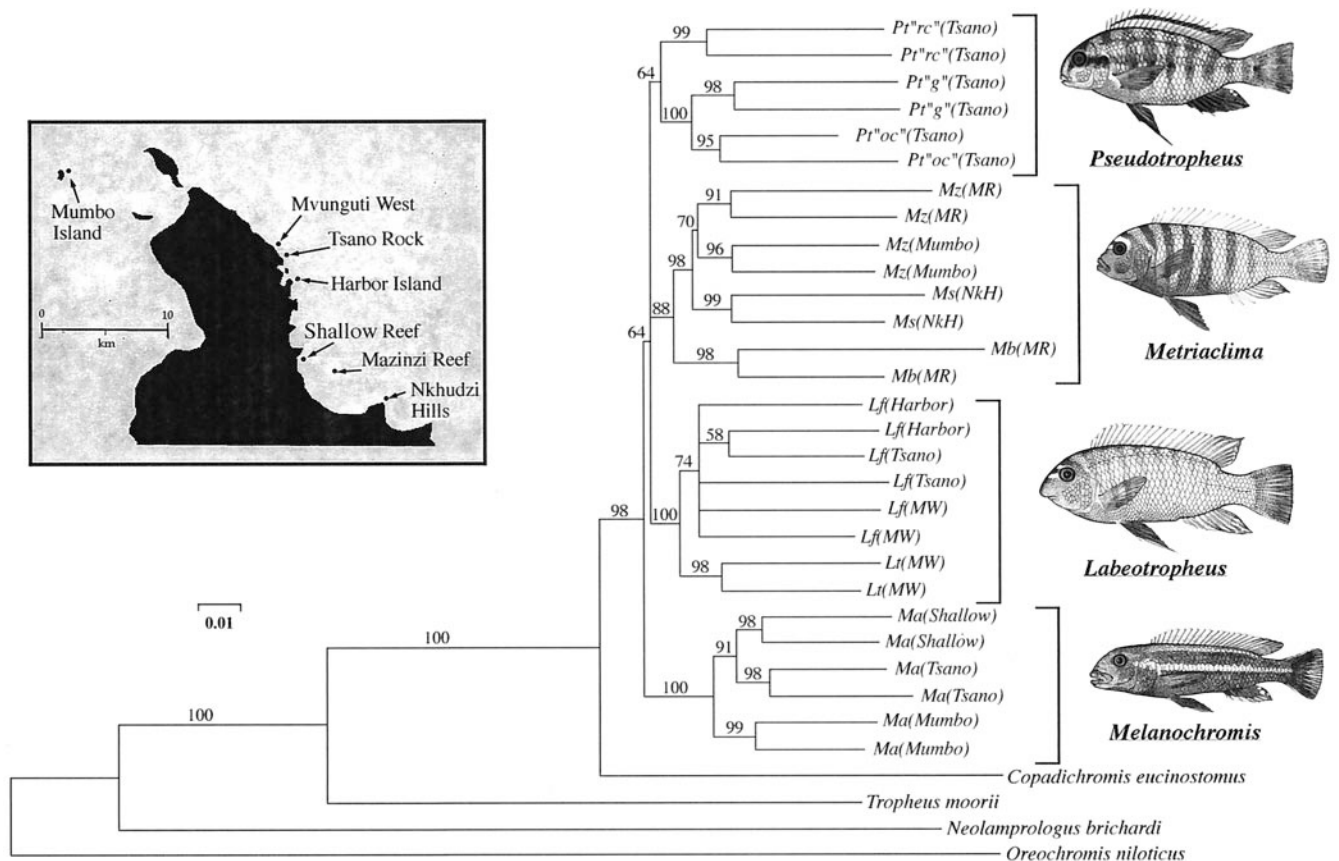 Mumbo
Island
Mvunguti West
Tsano Rock
Harbor Island
0
10
km
Shallow Reef
Mazinzi Reef
Nkhudzi
Hills
0.01
100
100
98
64
64
99
100
98
95
88
98
70
91
96
99
98
100
74
58
98
100
91
98
98
99
Pt"rc"(Tsano)
Pt"rc"(Tsano)
Pt"g"(Tsano)
Pt"g"(Tsano)
Pt"oc"(Tsano)
Pt"oc"(Tsano)
Pseudotropheus
Mz(MR)
Mz(MR)
Mz(Mumbo)
Mz(Mumbo)
Ms(NkH)
Ms(NkH)
Mb(MR)
Mb(MR)
Metriaclima
Lf(Harbor)
Lf(Harbor)
Lf(Tsano)
Lf(Tsano)
Lf(MW)
Lf(MW)
Lt(MW)
Lt(MW)
Labeotropheus
Ma(Shallow)
Ma(Shallow)
Ma(Tsano)
Ma(Tsano)
Ma(Mumbo)
Ma(Mumbo)
Melanochromis
Copadichromis eucinostomus
Tropheus moorii
Neolamprologus brichardi
Oreochromis niloticus